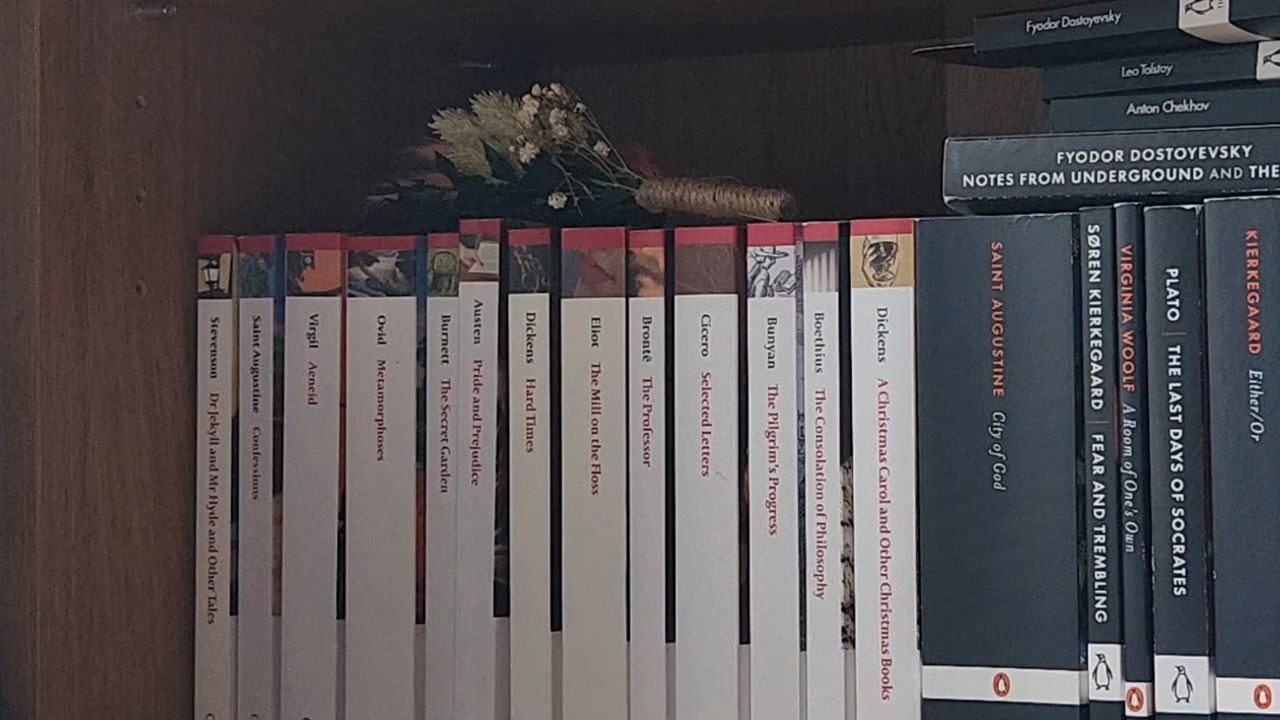 Fyodor Dostoyevsky
Leo Tolstoy
Anton Chekhov
FYODOR DOSTOYEVSKY
NOTES FROM UNDERGROUND AND THE
Stevenson Dr Jekyll and Mr Hyde and Other Tales
Saint Augustine Confessions
Virgil Aeneid
Ovid Metamorphoses
Burnett The Secret Garden
Austen Pride and Prejudice
Dickens Hard Times
Eliot The Mill on the Floss
Brontë The Professor
Cicero Selected Letters
Bunyan The Pilgrim's Progress
Boethius The Consolation of Philosophy
Dickens A Christmas Carol and Other Christmas Books
SAINT AUGUSTINE City of God
SØREN KIERKEGAARD | FEAR AND TREMBLING
VIRGINIA WOOLF A Room of One's Own
PLATO | THE LAST DAYS OF SOCRATES
KIERKEGAARD Either/Or